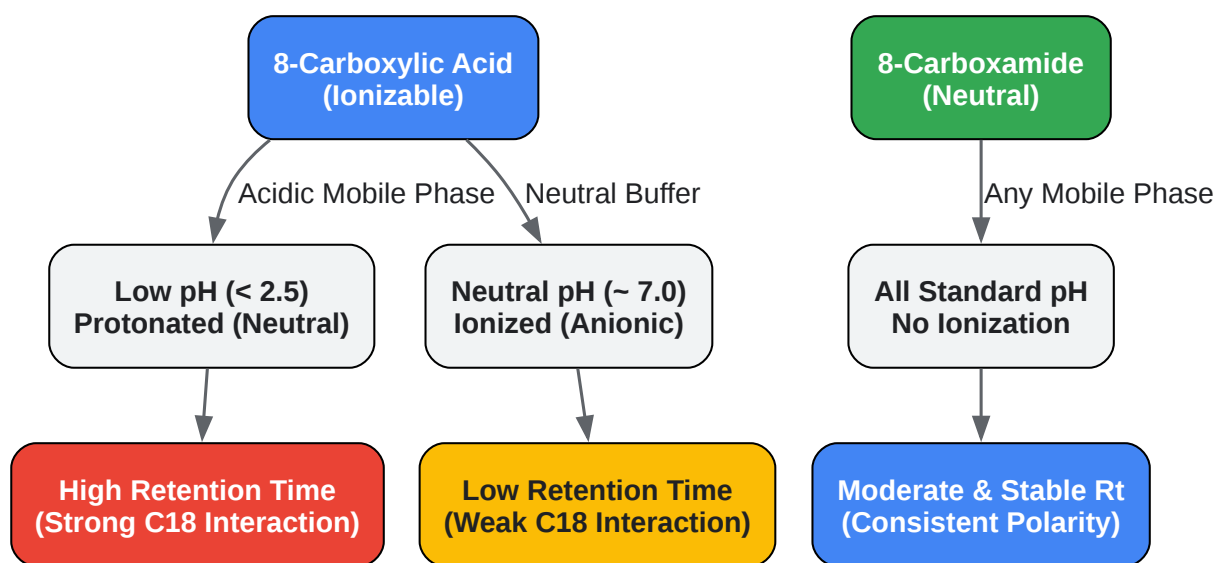 8-Carboxylic Acid
(Ionizable)
8-Carboxamide
(Neutral)
Acidic Mobile Phase
Neutral Buffer
Any Mobile Phase
Low pH (< 2.5)
Protonated (Neutral)
Neutral pH (~ 7.0)
Ionized (Anionic)
All Standard pH
No Ionization
High Retention Time
(Strong C18 Interaction)
Low Retention Time
(Weak C18 Interaction)
Moderate & Stable Rt
(Consistent Polarity)